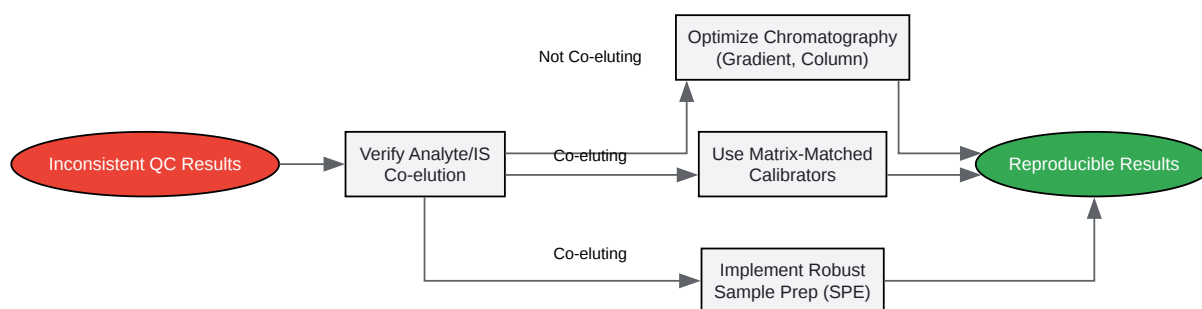 Inconsistent QC Results
Verify Analyte/IS
Co-elution
Not Co-eluting
Co-eluting
Co-eluting
Optimize Chromatography
(Gradient, Column)
Use Matrix-Matched
Calibrators
Implement Robust
Sample Prep (SPE)
Reproducible Results